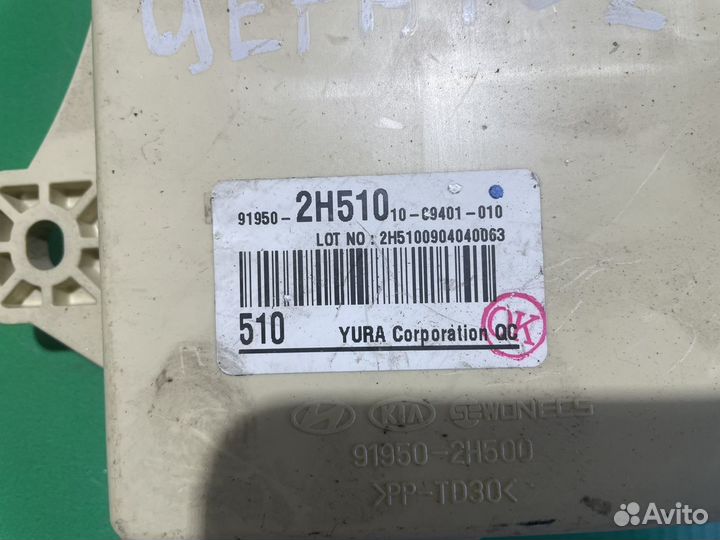 91950-2H510 10-C9401-010
LOT NO : 2H5100904040063
510 YURA Corporation QC
OK
KIA SEWONECS
91950-2H500
>PP-TD30<
Avito